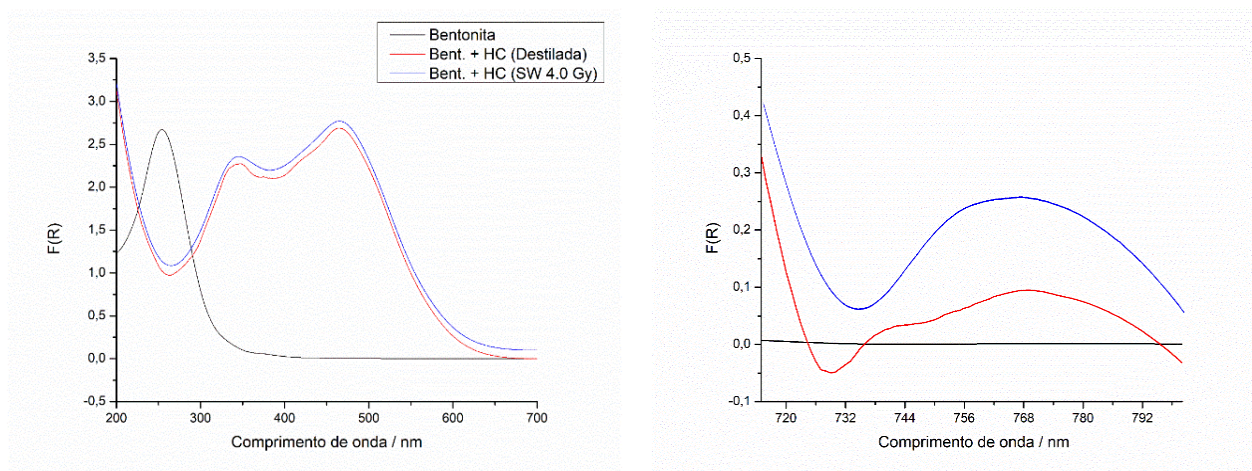 Bentonita
Bent. + HC (Destilada)
Bent. + HC (SW 4.0 Gy)
3,5
3,0
2,5
2,0
1,5
1,0
0,5
0,0
-0,5
F(R)
200 300 400 500 600 700
Comprimento de onda / nm
0,5
0,4
0,3
0,2
0,1
0,0
-0,1
F(R)
720 732 744 756 768 780 792
Comprimento de onda / nm